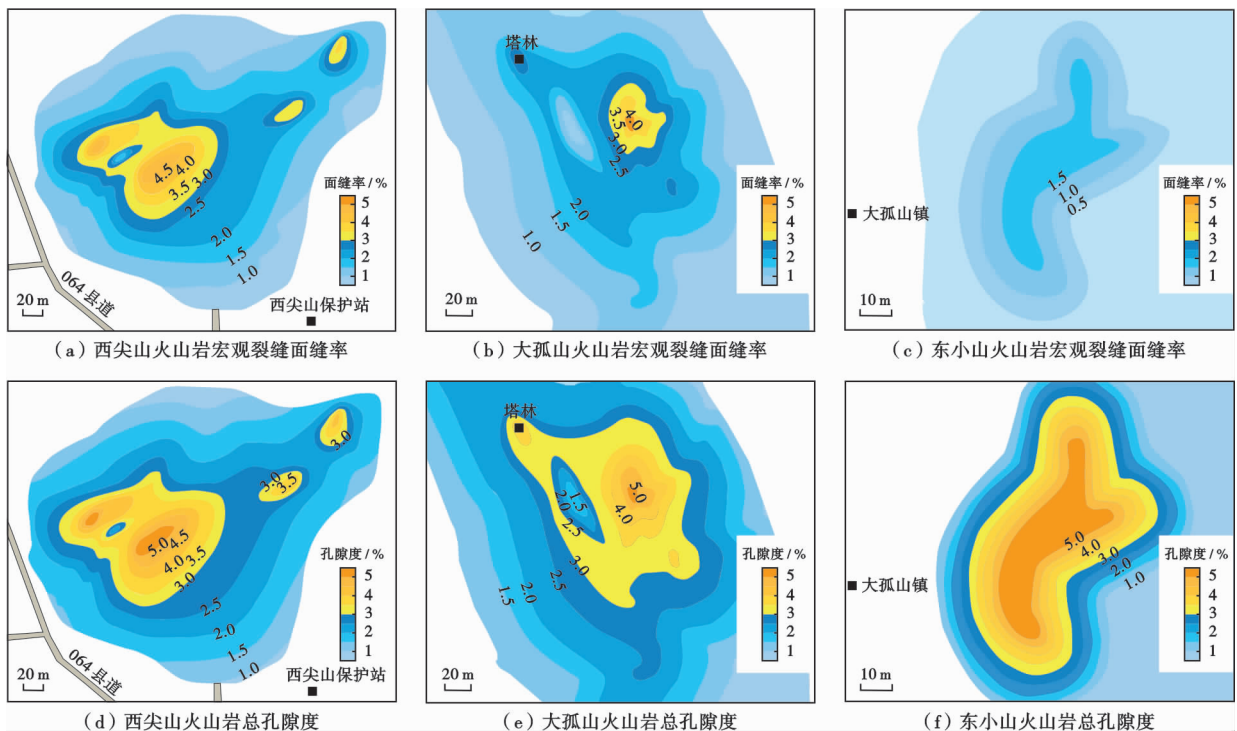 4.5
4.0
3.5
3.0
2.5
2.0
1.5
1.0
面缝率/%
5
4
3
2
1
20 m
064县道
西尖山保护站
(a)西尖山火山岩宏观裂缝面缝率
塔林
4.0
3.5
3.0
2.5
2.0
1.5
1.0
面缝率/%
5
4
3
2
1
20 m
(b)大孤山火山岩宏观裂缝面缝率
1.5
1.0
0.5
大孤山镇
面缝率/%
5
4
3
2
1
10 m
(c)东小山火山岩宏观裂缝面缝率
3.0
3.0
3.5
5.0
4.5
4.0
3.5
3.0
2.5
2.0
1.5
1.0
孔隙度/%
5
4
3
2
1
20 m
064县道
西尖山保护站
(d)西尖山火山岩总孔隙度
塔林
1.5
2.0
2.5
3.0
5.0
4.0
2.5
2.0
1.5
孔隙度/%
5
4
3
2
1
20 m
(e)大孤山火山岩总孔隙度
5.0
4.0
3.0
2.0
1.0
大孤山镇
孔隙度/%
5
4
3
2
1
10 m
(f)东小山火山岩总孔隙度